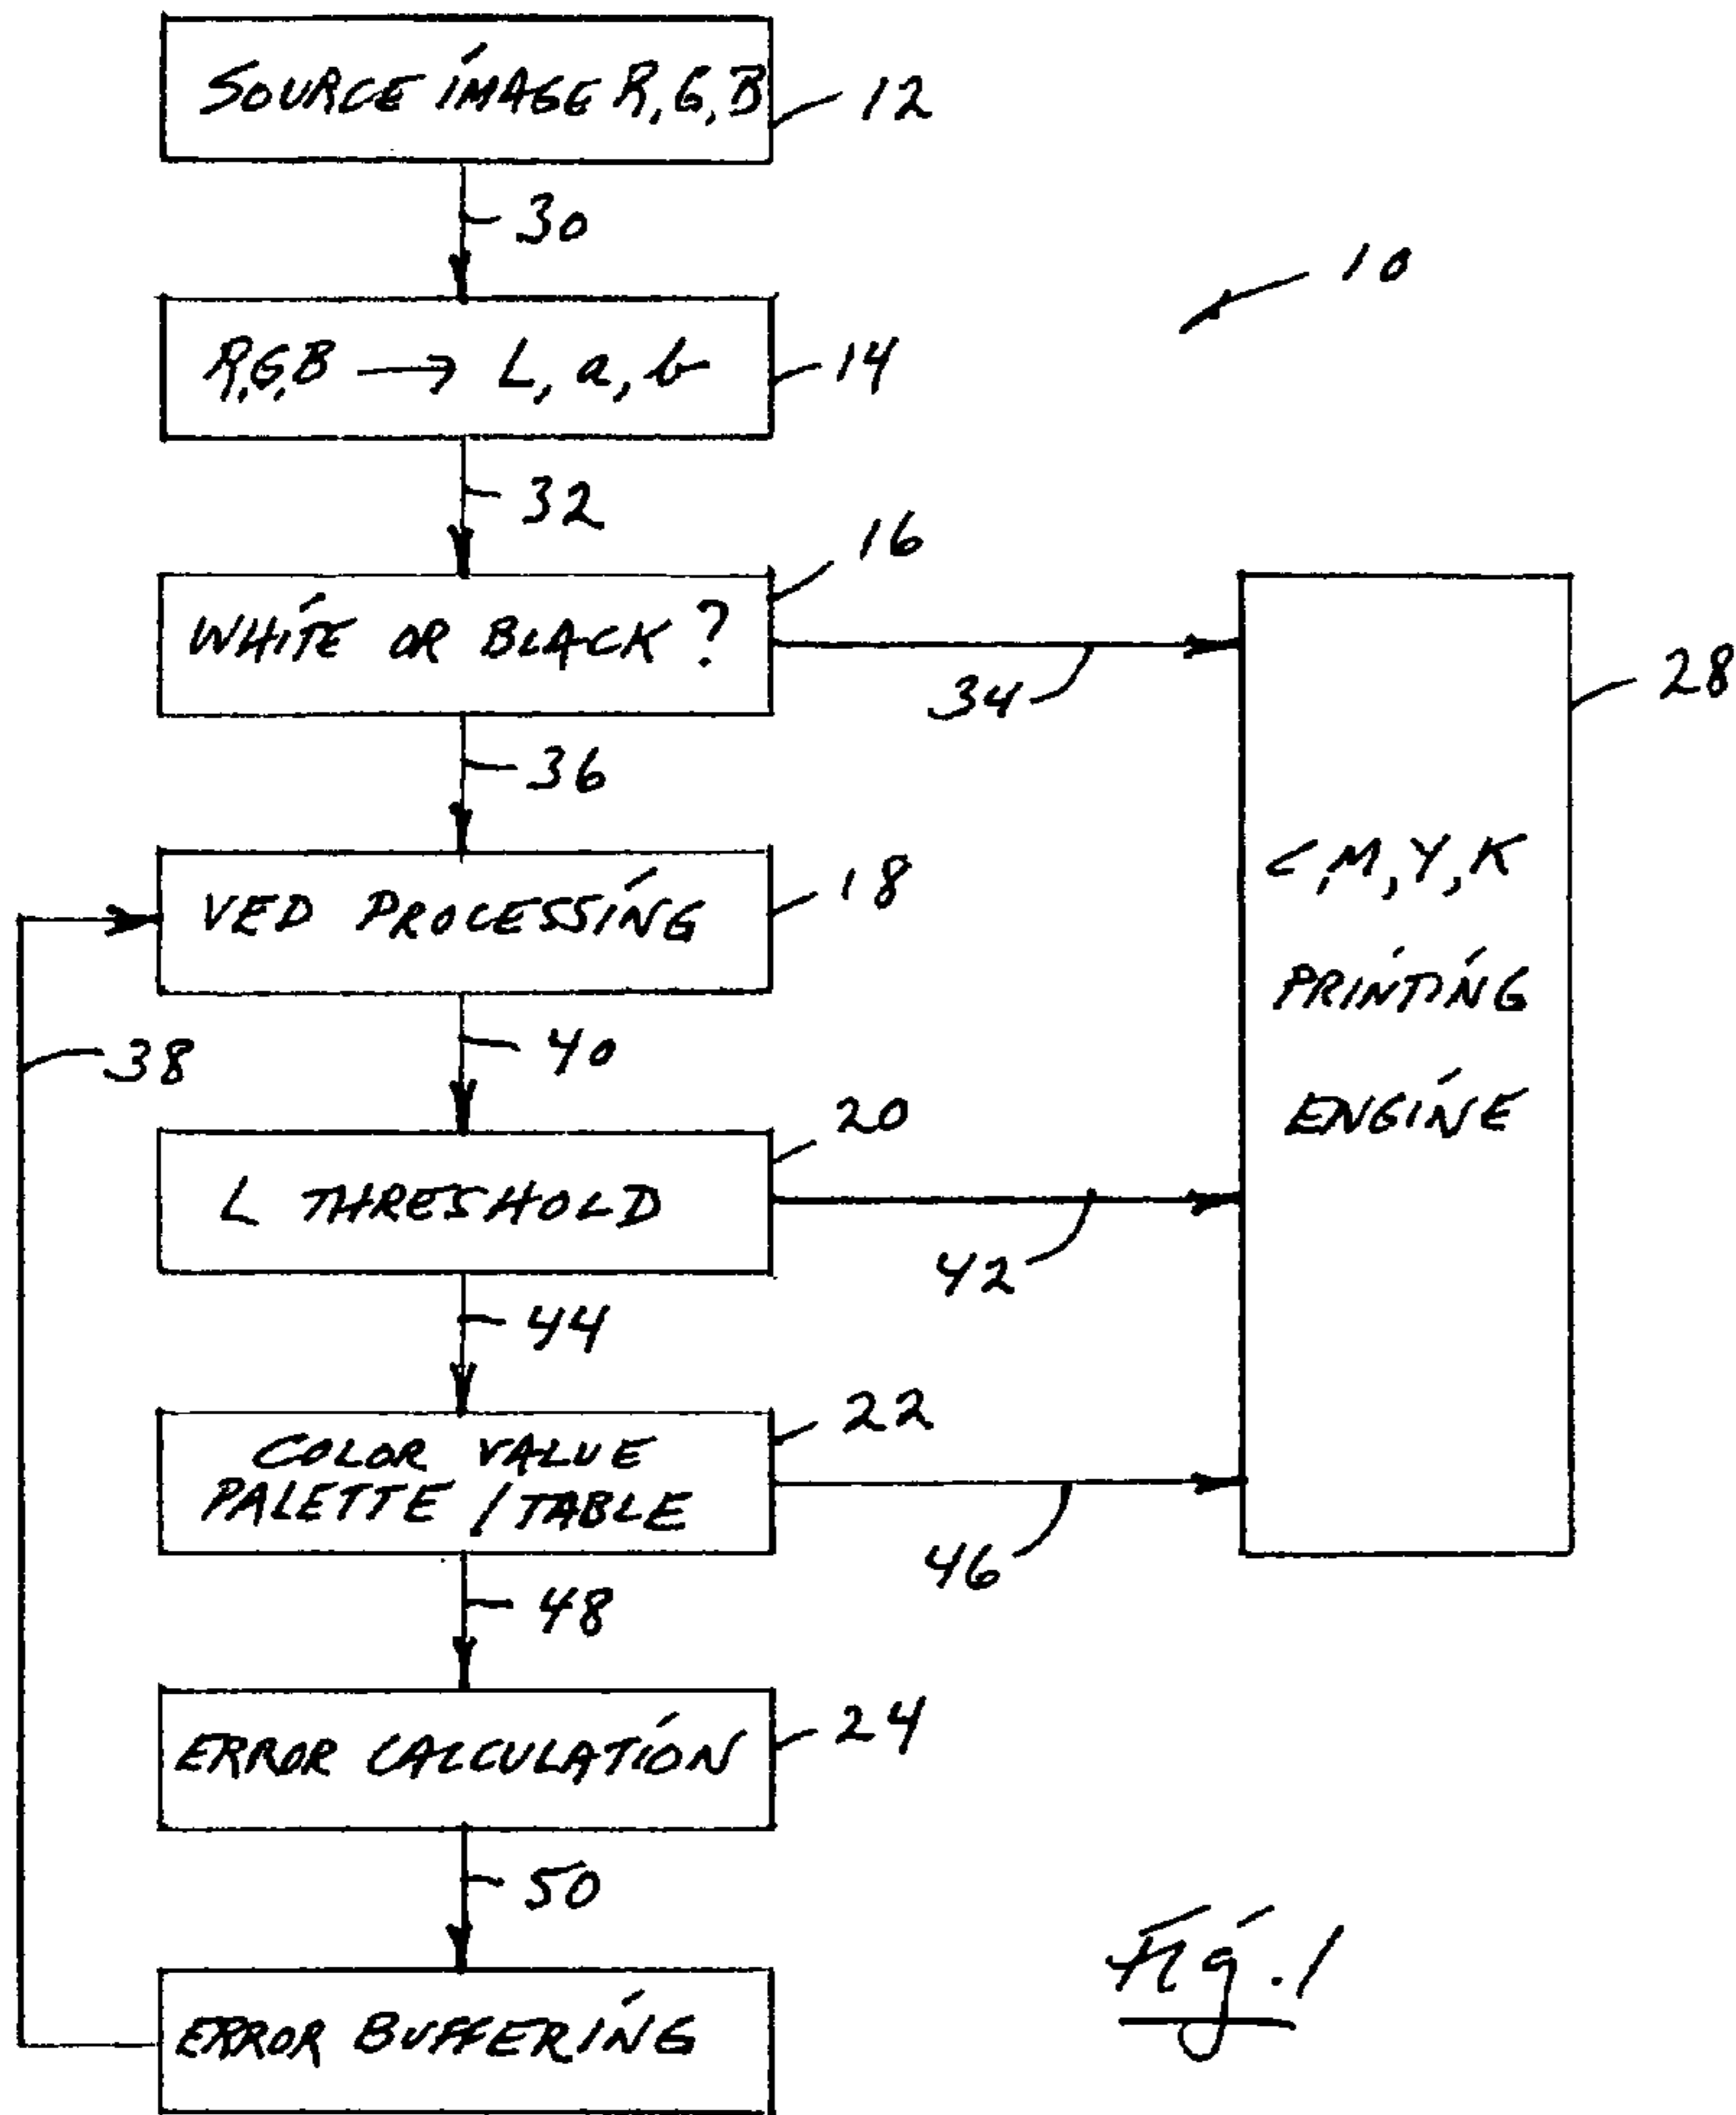 SOURCE IMAGE R, G, B
12
30
10
R,G,B → L, a, b
14
32
16
WHITE OR BLACK ?
34
28
36
C, M, Y, K
PRINTING
ENGINE
VED PROCESSING
18
38
40
20
L THRESHOLD
42
44
22
COLOR VALUE
PALETTE / TABLE
46
48
ERROR CALCULATION
24
50
ERROR BUFFERING
Fig. 1